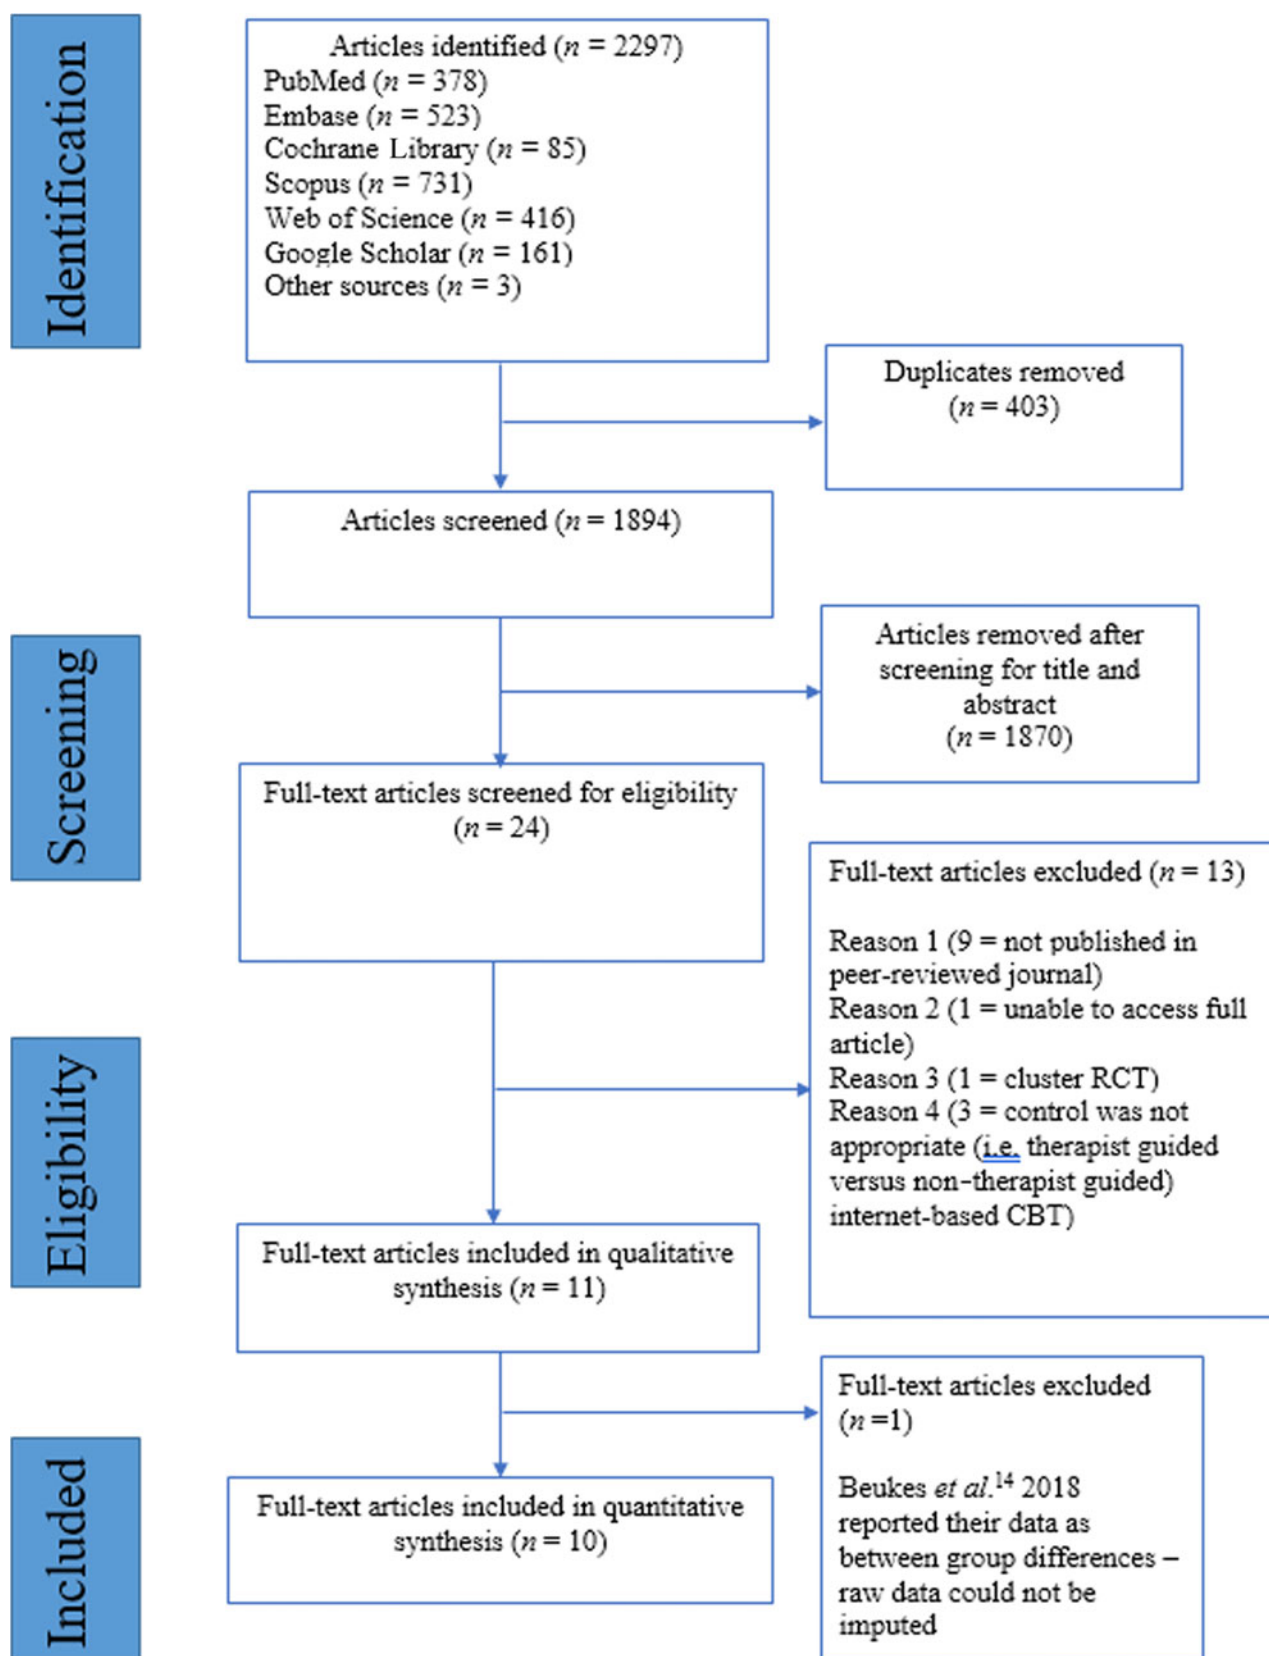 Identification
Articles identified (n = 2297)
PubMed (n = 378)
Embase (n = 523)
Cochrane Library (n = 85)
Scopus (n = 731)
Web of Science (n = 416)
Google Scholar (n = 161)
Other sources (n = 3)
Duplicates removed
(n = 403)
Articles screened (n = 1894)
Screening
Articles removed after
screening for title and
abstract
(n = 1870)
Full-text articles screened for eligibility
(n = 24)
Full-text articles excluded (n = 13)
Reason 1 (9 = not published in
peer-reviewed journal)
Reason 2 (1 = unable to access full
article)
Reason 3 (1 = cluster RCT)
Reason 4 (3 = control was not
appropriate (i.e. therapist guided
versus non-therapist guided)
internet-based CBT)
Eligibility
Full-text articles included in qualitative
synthesis (n = 11)
Full-text articles excluded
(n =1)
Beukes et al.14 2018
reported their data as
between group differences –
raw data could not be
imputed
Included
Full-text articles included in quantitative
synthesis (n = 10)